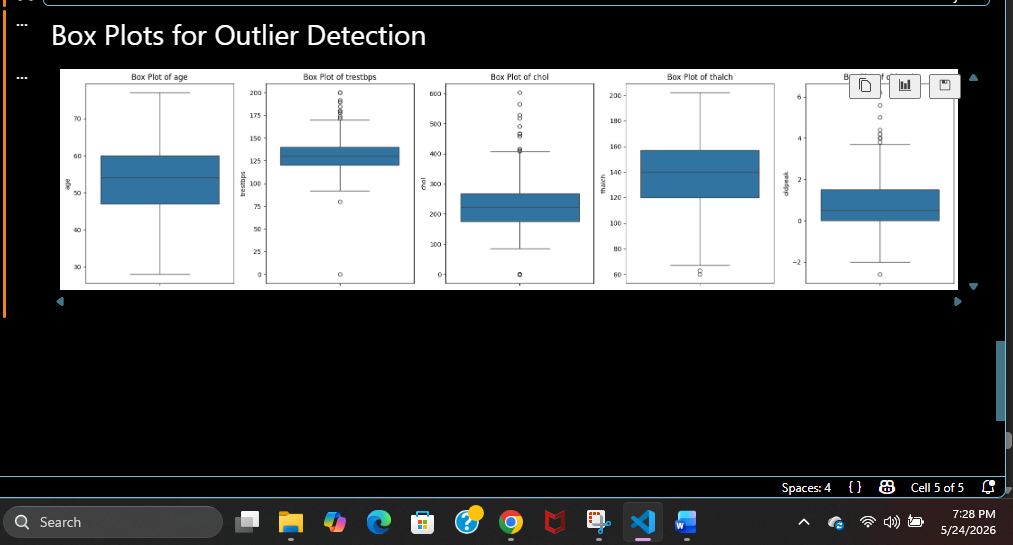 Box Plots for Outlier Detection
Box Plot of age
Box Plot of trestbps
Box Plot of chol
Box Plot of thalch
age
70
60
50
40
30
trestbps
200
175
150
125
100
75
50
25
0
chol
600
500
400
300
200
100
0
thalch
200
180
160
140
120
100
80
60
oldpeak
6
4
2
0
−2
Spaces: 4
{ }
Cell 5 of 5
Search
7:28 PM
5/24/2026